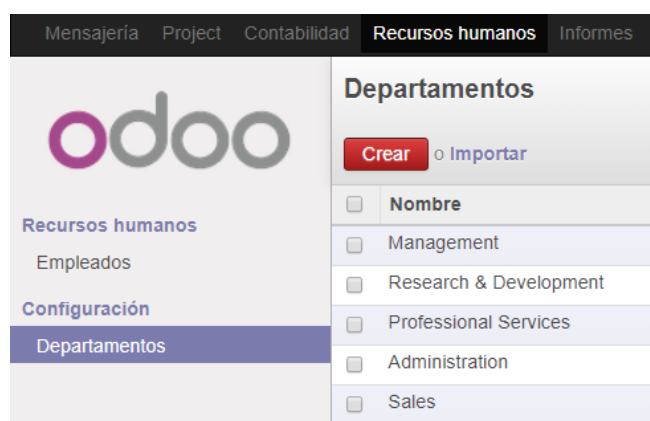 Mensajería Project Contabilidad Recursos humanos Informes
odoo
Recursos humanos
Empleados
Configuración
Departamentos
Departamentos
Crear o Importar
Nombre
Management
Research & Development
Professional Services
Administration
Sales